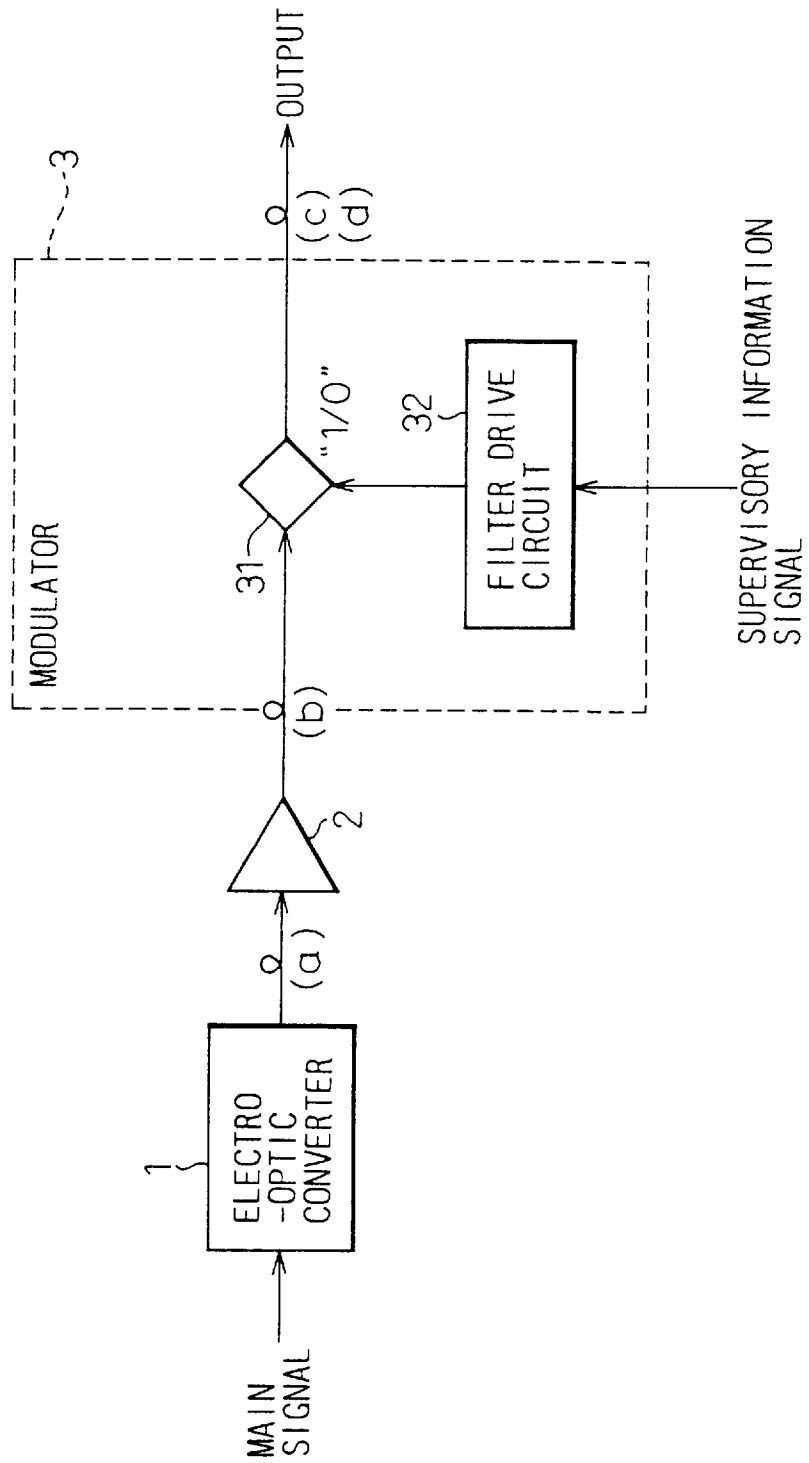 MAIN
SIGNAL
1
ELECTRO
-OPTIC
CONVERTER
(a)
2
(b)
MODULATOR
3
31
"1/0"
32
FILTER DRIVE
CIRCUIT
SUPERVISORY INFORMATION
SIGNAL
(c)
(d)
OUTPUT